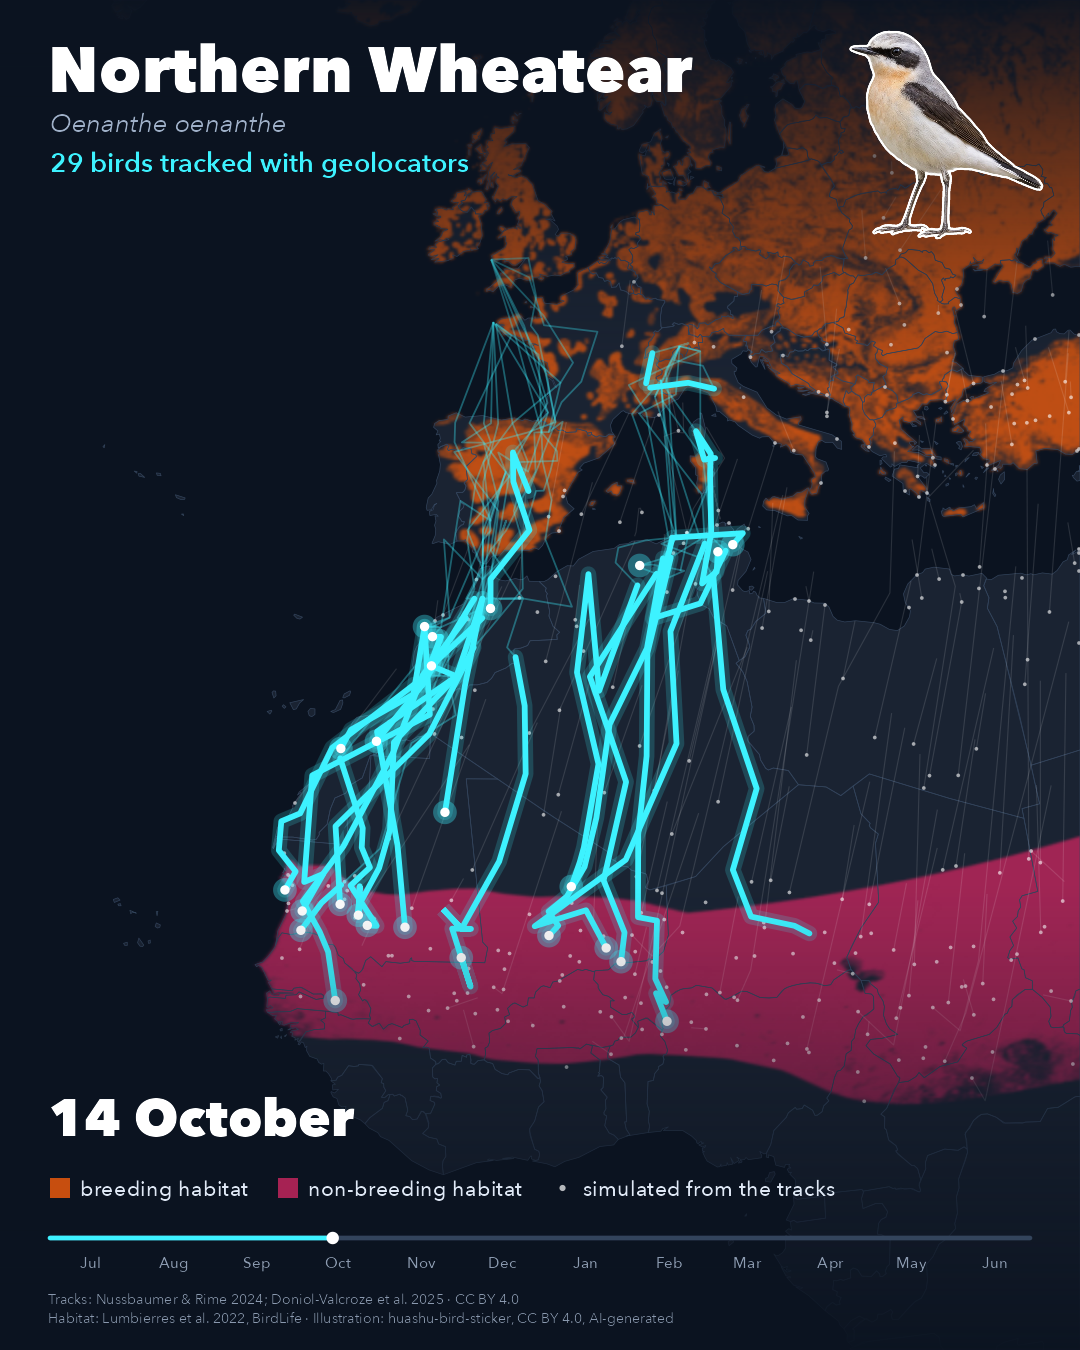 Northern Wheatear
Oenanthe oenanthe
29 birds tracked with geolocators
14 October
breeding habitat non-breeding habitat simulated from the tracks
Jul Aug Sep Oct Nov Dec Jan Feb Mar Apr May Jun
Tracks: Nussbaumer & Rime 2024; Doniol-Valcroze et al. 2025 · CC BY 4.0
Habitat: Lumbierres et al. 2022, BirdLife · Illustration: huashu-bird-sticker, CC BY 4.0, AI-generated